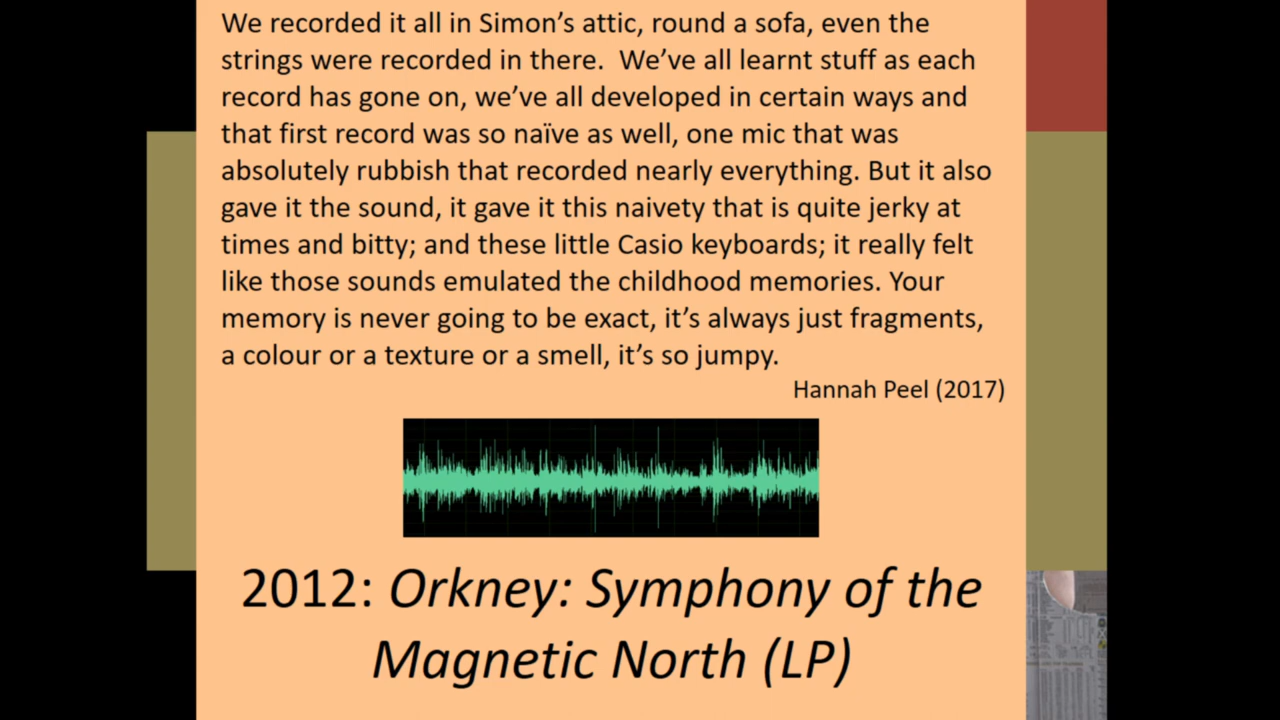 We recorded it all in Simon’s attic, round a sofa, even the
strings were recorded in there.  We’ve all learnt stuff as each
record has gone on, we’ve all developed in certain ways and
that first record was so naïve as well, one mic that was
absolutely rubbish that recorded nearly everything. But it also
gave it the sound, it gave it this naivety that is quite jerky at
times and bitty; and these little Casio keyboards; it really felt
like those sounds emulated the childhood memories. Your
memory is never going to be exact, it’s always just fragments,
a colour or a texture or a smell, it’s so jumpy.
Hannah Peel (2017)
2012: Orkney: Symphony of the
Magnetic North (LP)